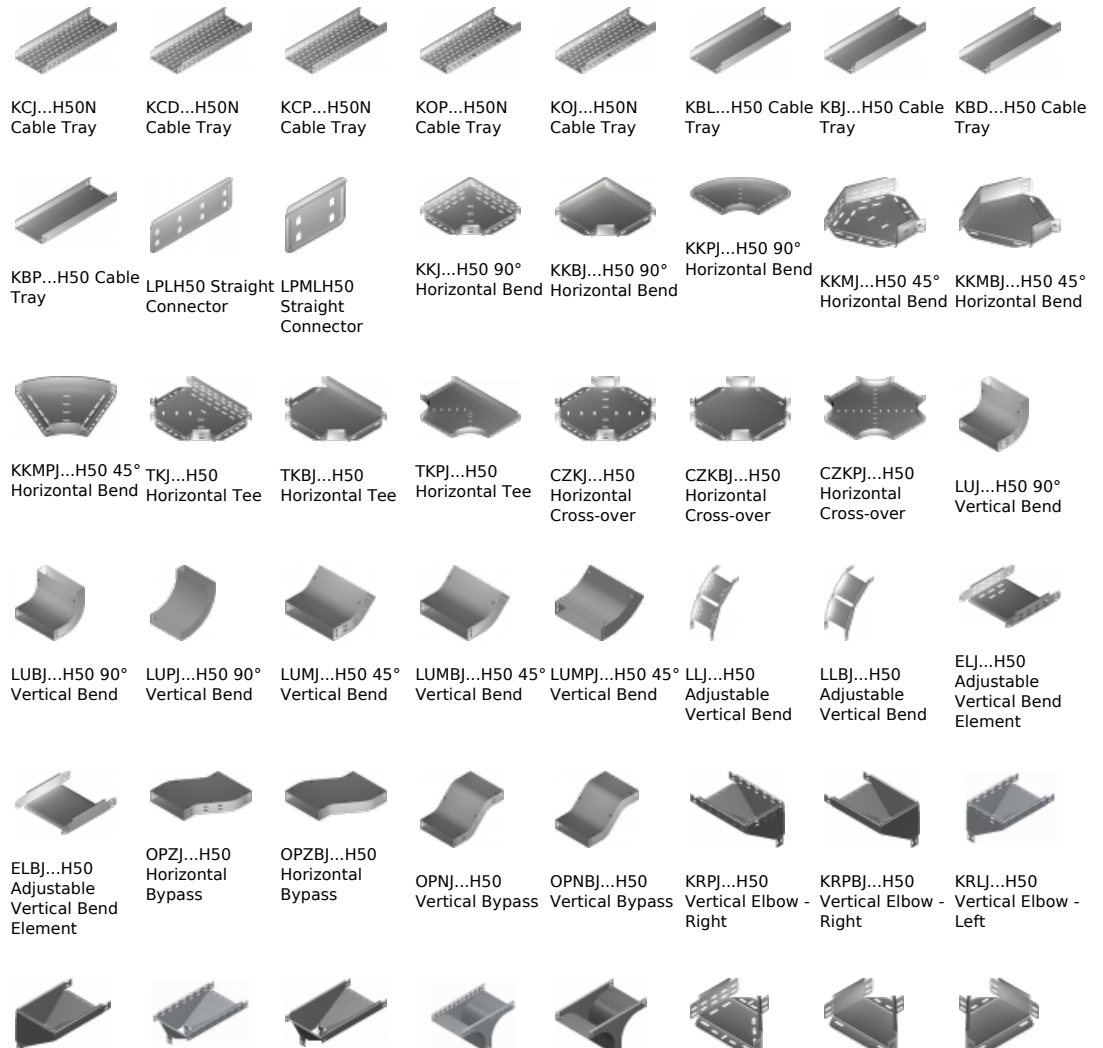 KCJ...H50N
Cable Tray
KCD...H50N
Cable Tray
KCP...H50N
Cable Tray
KOP...H50N
Cable Tray
KOJ...H50N
Cable Tray
KBL...H50 Cable
Tray
KBJ...H50 Cable
Tray
KBD...H50 Cable
Tray
KBP...H50 Cable
Tray
LPLH50 Straight
Connector
LPMLH50
Straight
Connector
KKJ...H50 90°
Horizontal Bend
KKBJ...H50 90°
Horizontal Bend
KKPJ...H50 90°
Horizontal Bend
KKMJ...H50 45°
Horizontal Bend
KKMBJ...H50 45°
Horizontal Bend
KKMPJ...H50 45°
Horizontal Bend
TKJ...H50
Horizontal Tee
TKBJ...H50
Horizontal Tee
TKPJ...H50
Horizontal Tee
CZKJ...H50
Horizontal
Cross-over
CZKBJ...H50
Horizontal
Cross-over
CZKPJ...H50
Horizontal
Cross-over
LUJ...H50 90°
Vertical Bend
LUBJ...H50 90°
Vertical Bend
LUPJ...H50 90°
Vertical Bend
LUMJ...H50 45°
Vertical Bend
LUMBJ...H50 45°
Vertical Bend
LUMPJ...H50 45°
Vertical Bend
LLJ...H50
Adjustable
Vertical Bend
LLBJ...H50
Adjustable
Vertical Bend
ELJ...H50
Adjustable
Vertical Bend
Element
ELBJ...H50
Adjustable
Vertical Bend
Element
OPZJ...H50
Horizontal
Bypass
OPZBJ...H50
Horizontal
Bypass
OPNJ...H50
Vertical Bypass
OPNBJ...H50
Vertical Bypass
KRPJ...H50
Vertical Elbow -
Right
KRPBJ...H50
Vertical Elbow -
Right
KRLJ...H50
Vertical Elbow -
Left